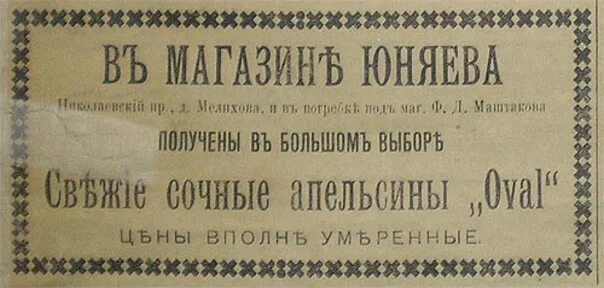 ВЪ МАГАЗИНѢ ЮНЯЕВА
Николаевскій пр., д. Мелихова, и въ погребкѣ подъ маг. Ф. Д. Маштакова
ПОЛУЧЕНЫ ВЪ БОЛЬШОМЪ ВЫБОРѢ
Свѣжіе сочные апельсины „Oval“
ЦѢНЫ ВПОЛНѢ УМѢРЕННЫЕ.